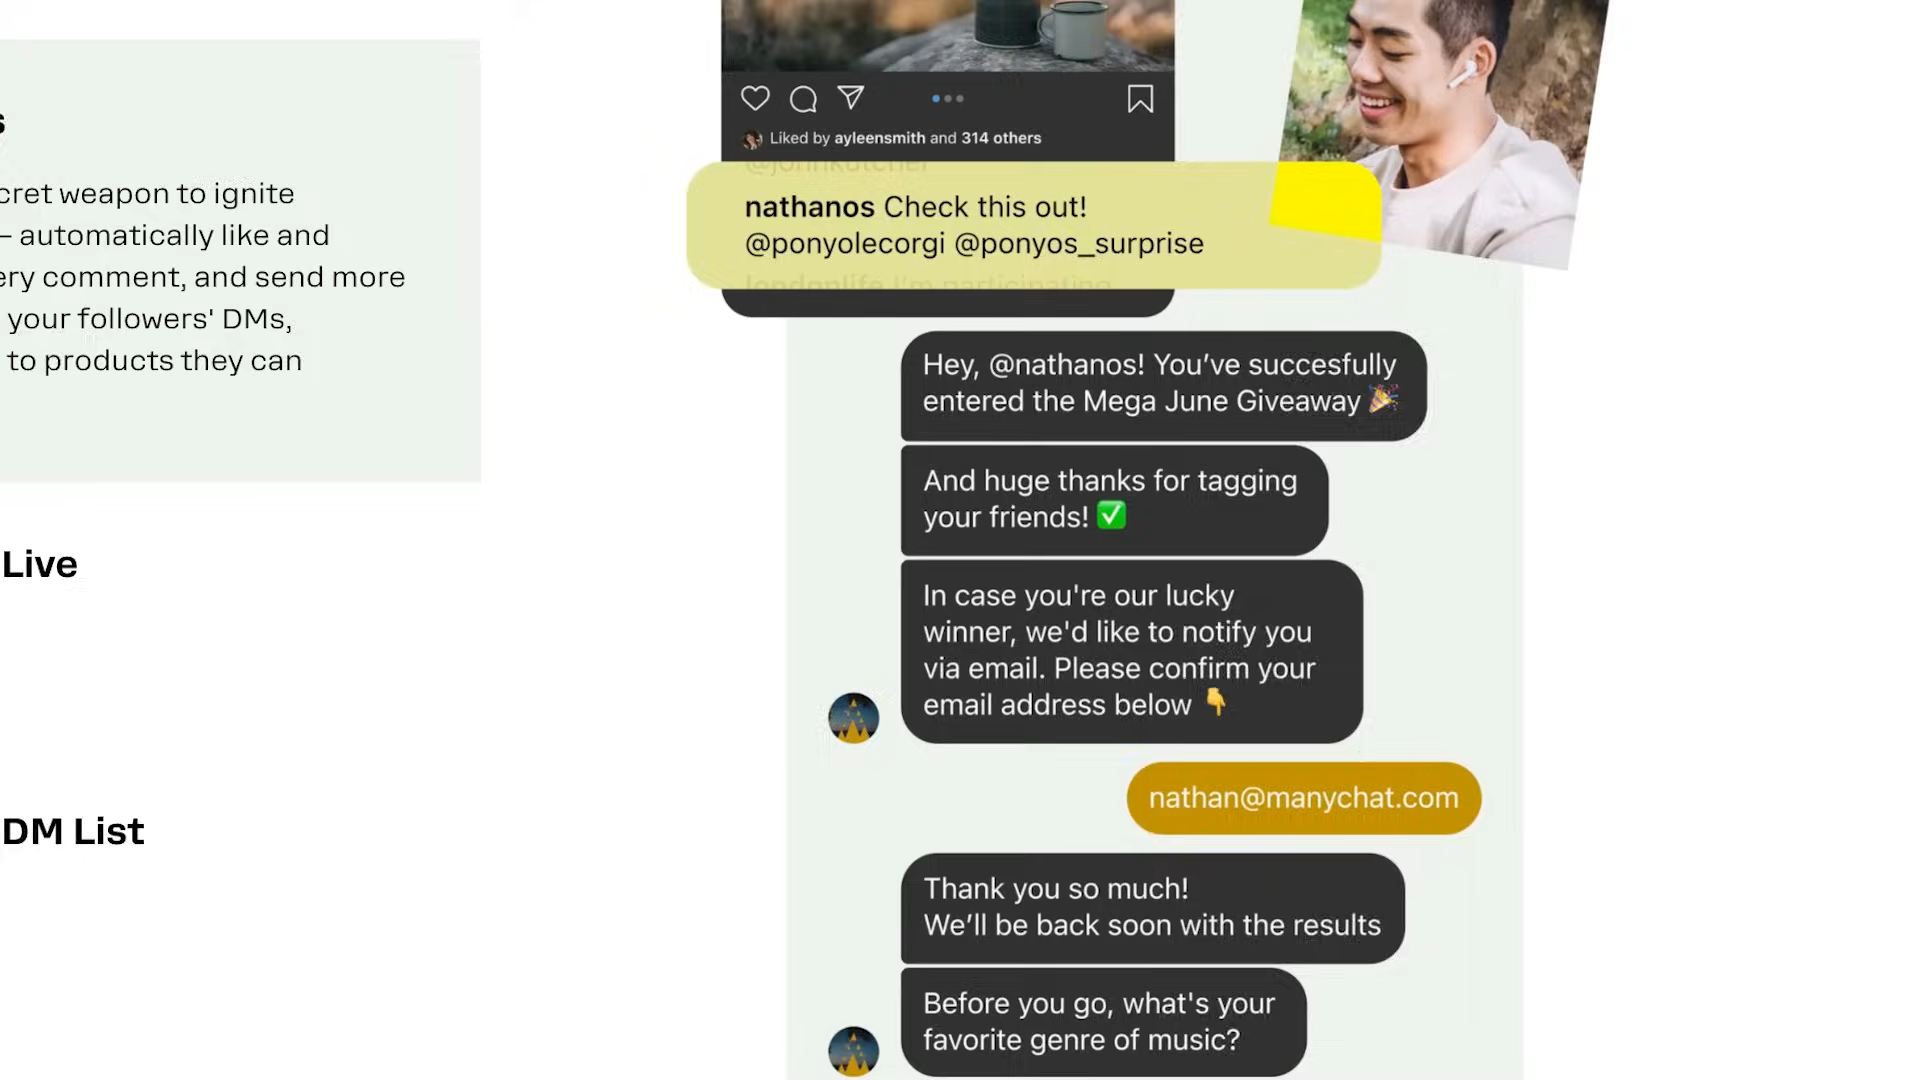 s
cret weapon to ignite
– automatically like and
ery comment, and send more
your followers' DMs,
to products they can
Live
DM List
Liked by ayleensmith and 314 others
@johnkutcher
nathanos Check this out!
@ponyolecorgi @ponyos_surprise
londonlife I'm participating
Hey, @nathanos! You’ve succesfully
entered the Mega June Giveaway 🎉
And huge thanks for tagging
your friends! ✅
In case you're our lucky
winner, we'd like to notify you
via email. Please confirm your
email address below 👇
nathan@manychat.com
Thank you so much!
We’ll be back soon with the results
Before you go, what's your
favorite genre of music?